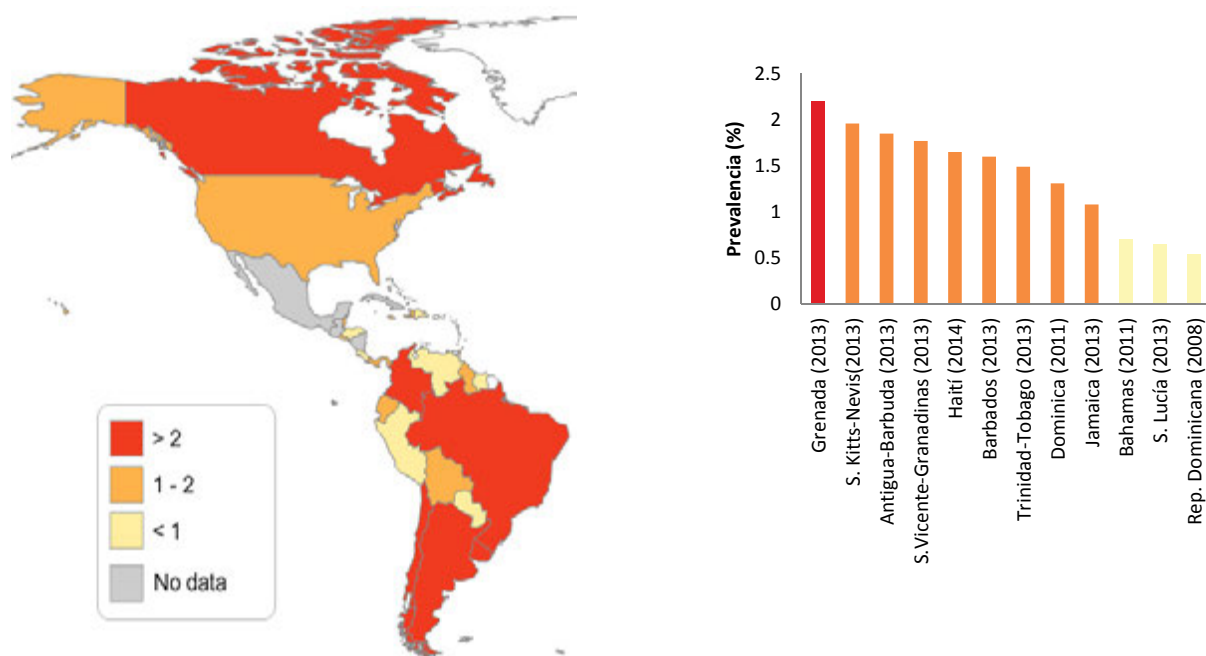 > 2
1 - 2
< 1
No data
Prevalencia (%)
2.5
2
1.5
1
0.5
0
Grenada (2013)
S. Kitts-Nevis(2013)
Antigua-Barbuda (2013)
S.Vicente-Granadinas (2013)
Haití (2014)
Barbados (2013)
Trinidad-Tobago (2013)
Dominica (2011)
Jamaica (2013)
Bahamas (2011)
S. Lucía (2013)
Rep. Dominicana (2008)